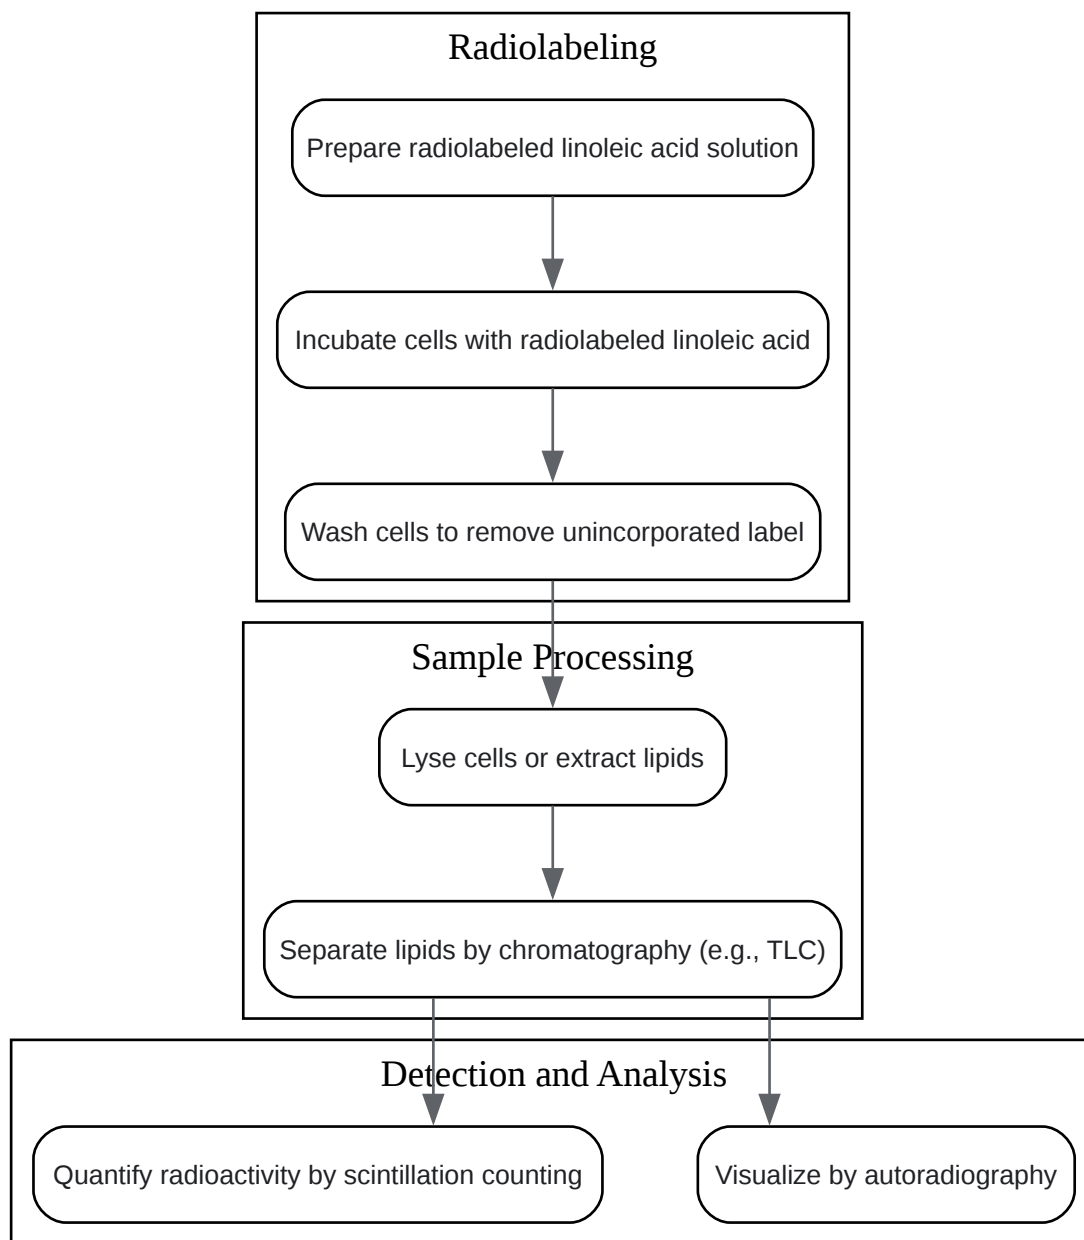 Radiolabeling
Prepare radiolabeled linoleic acid solution
Incubate cells with radiolabeled linoleic acid
Wash cells to remove unincorporated label
Sample Processing
Lyse cells or extract lipids
Separate lipids by chromatography (e.g., TLC)
Detection and Analysis
Quantify radioactivity by scintillation counting
Visualize by autoradiography